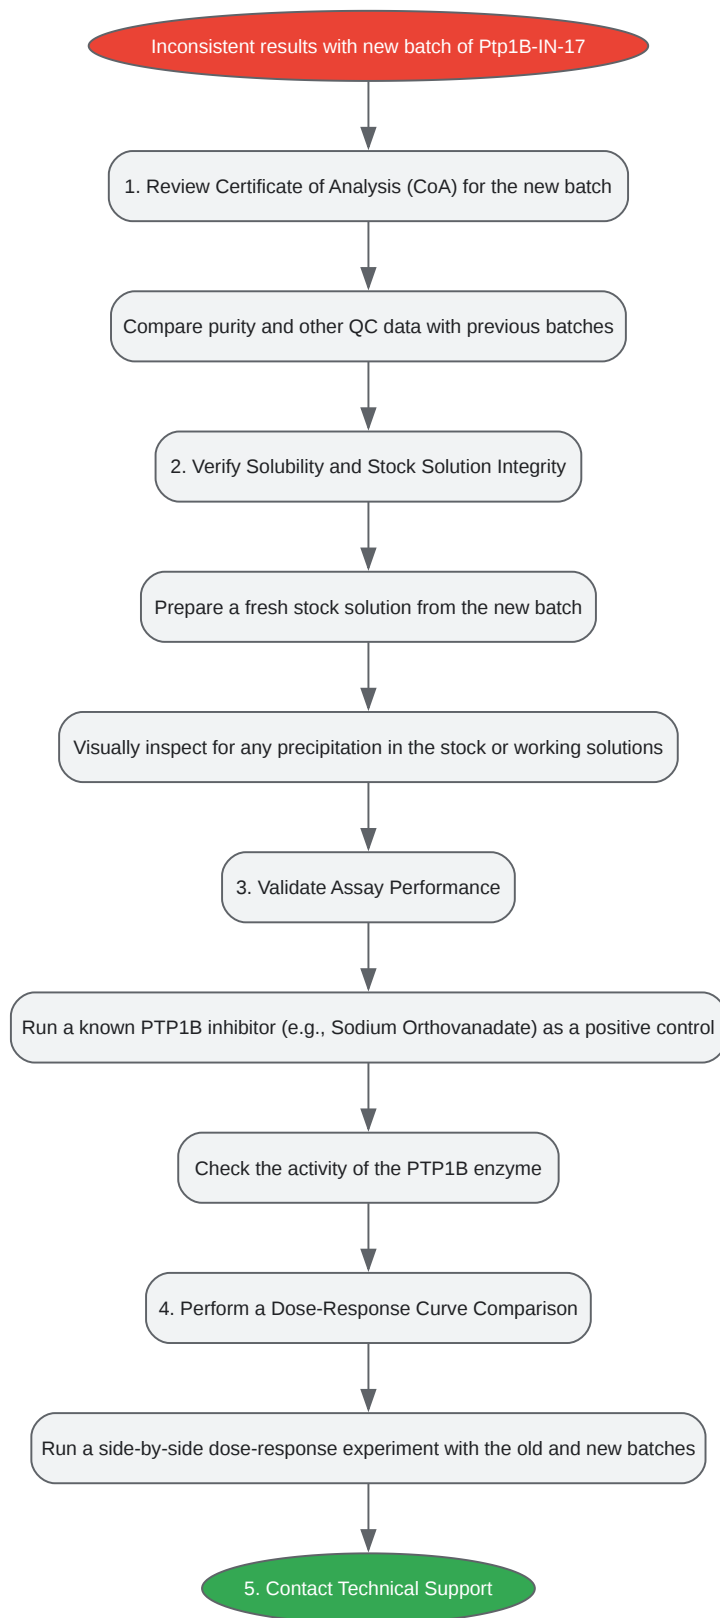 Inconsistent results with new batch of Ptp1B-IN-17
1. Review Certificate of Analysis (CoA) for the new batch
Compare purity and other QC data with previous batches
2. Verify Solubility and Stock Solution Integrity
Prepare a fresh stock solution from the new batch
Visually inspect for any precipitation in the stock or working solutions
3. Validate Assay Performance
Run a known PTP1B inhibitor (e.g., Sodium Orthovanadate) as a positive control
Check the activity of the PTP1B enzyme
4. Perform a Dose-Response Curve Comparison
Run a side-by-side dose-response experiment with the old and new batches
5. Contact Technical Support